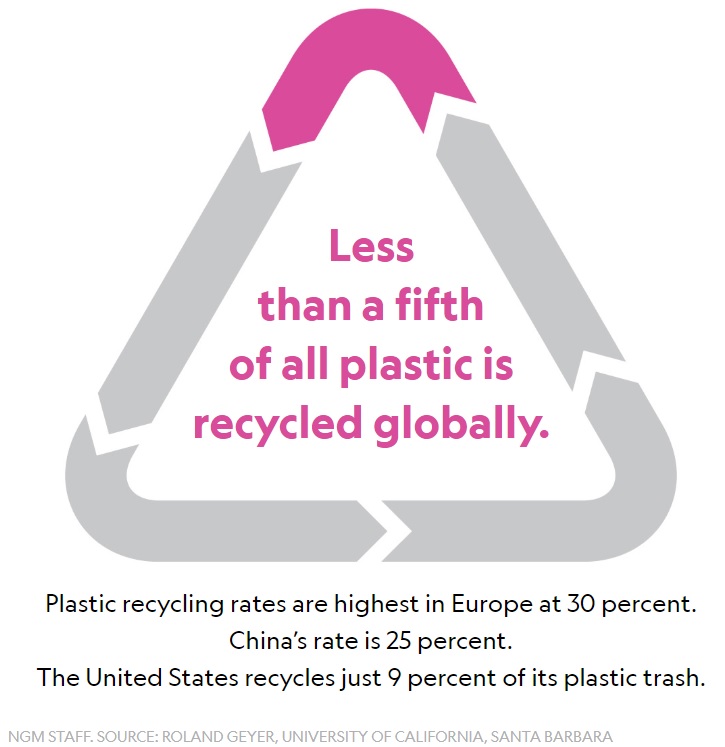 Less
than a fifth
of all plastic is
recycled globally.
Plastic recycling rates are highest in Europe at 30 percent.
China's rate is 25 percent.
The United States recycles just 9 percent of its plastic trash.
NGM STAFF. SOURCE: ROLAND GEYER, UNIVERSITY OF CALIFORNIA, SANTA BARBARA